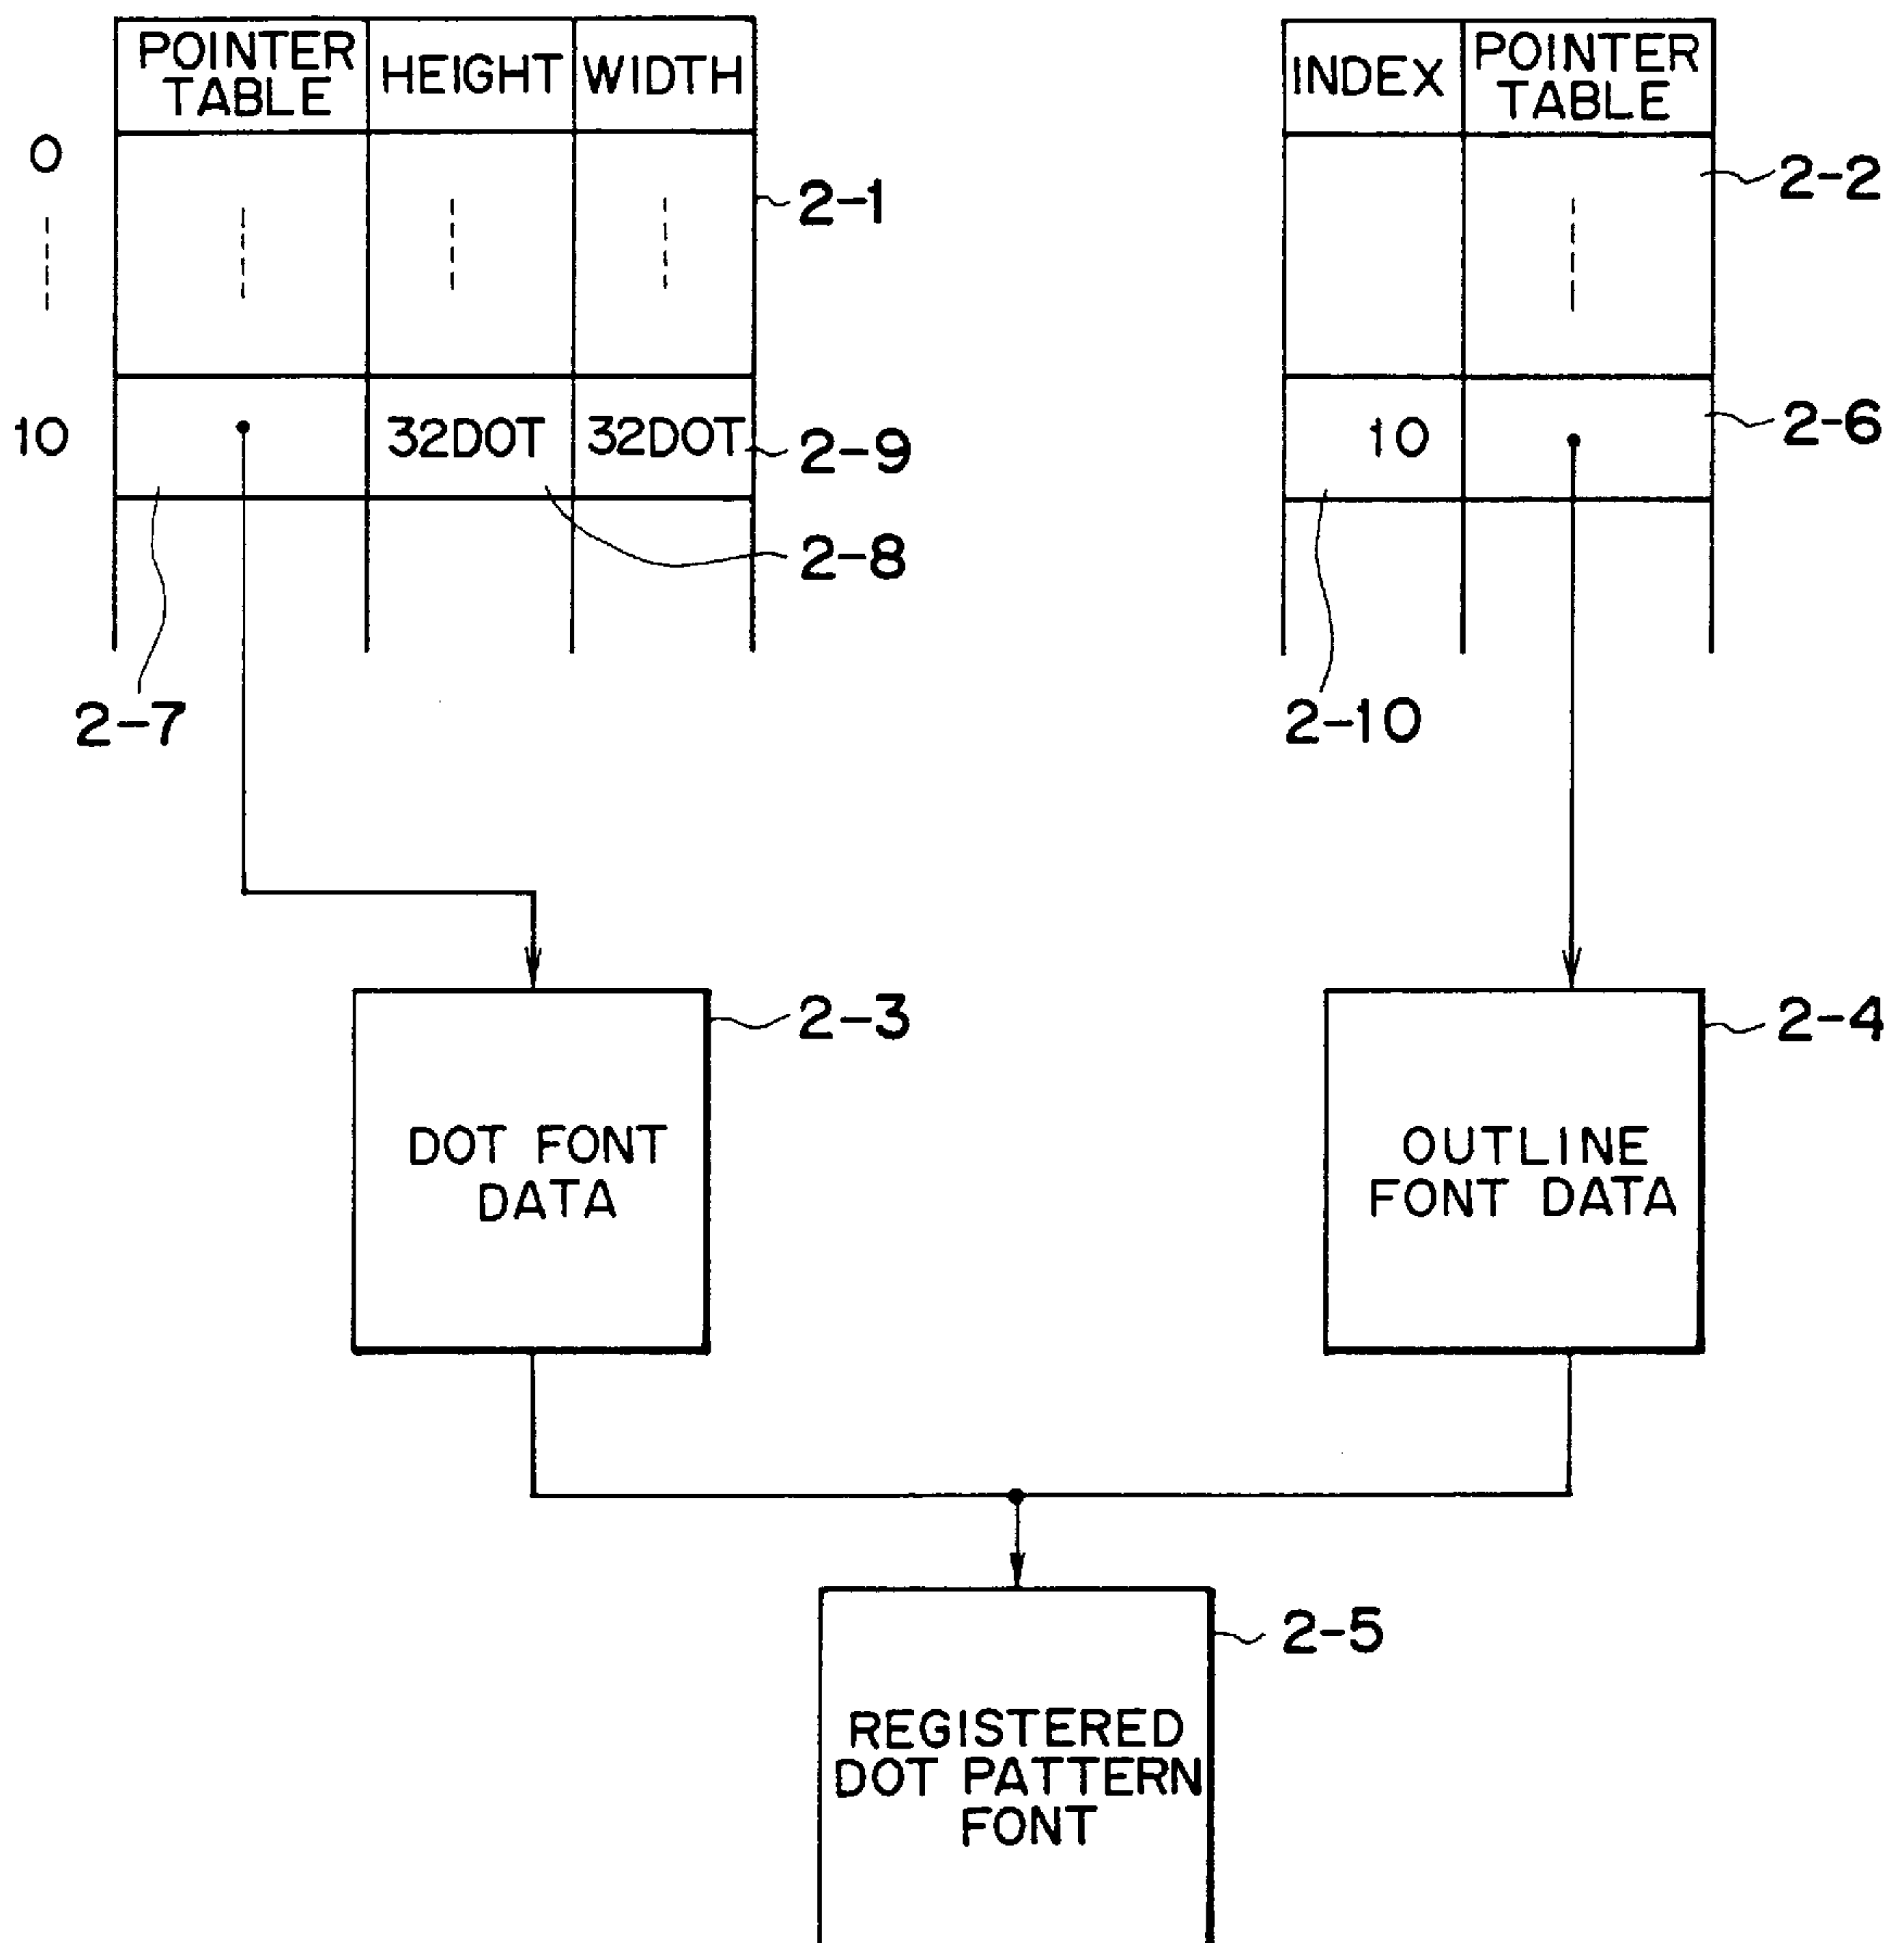 POINTER
TABLE
HEIGHT
WIDTH
INDEX
POINTER
TABLE
0
2-1
2-2
10
32DOT
32DOT
2-9
10
2-6
2-8
2-7
2-10
2-3
2-4
DOT FONT
DATA
OUTLINE
FONT DATA
2-5
REGISTERED
DOT PATTERN
FONT